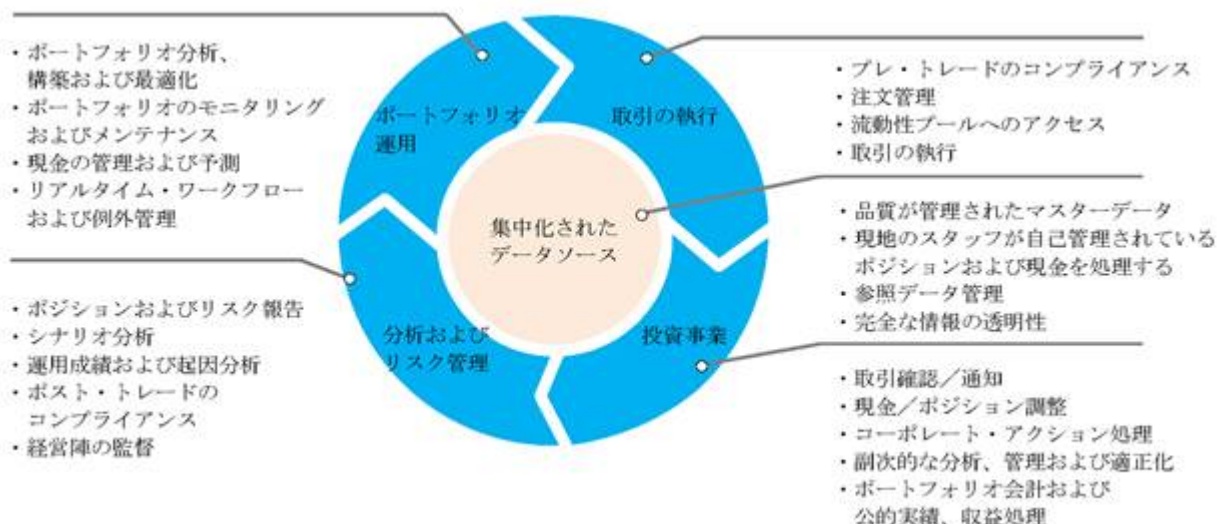 ・ポートフォリオ分析、
構築および最適化
・ポートフォリオのモニタリング
およびメンテナンス
・現金の管理および予測
・リアルタイム・ワークフロー
および例外管理
・ポジションおよびリスク報告
・シナリオ分析
・運用成績および起因分析
・ポスト・トレードの
コンプライアンス
・経営陣の監督
ポートフォリオ
運用
取引の執行
集中化された
データソース
分析および
リスク管理
投資事業
・プレ・トレードのコンプライアンス
・注文管理
・流動性プールへのアクセス
・取引の執行
・品質が管理されたマスターデータ
・現地のスタッフが自己管理されている
ポジションおよび現金を処理する
・参照データ管理
・完全な情報の透明性
・取引確認／通知
・現金／ポジション調整
・コーポレート・アクション処理
・副次的な分析、管理および適正化
・ポートフォリオ会計および
公的実績、収益処理